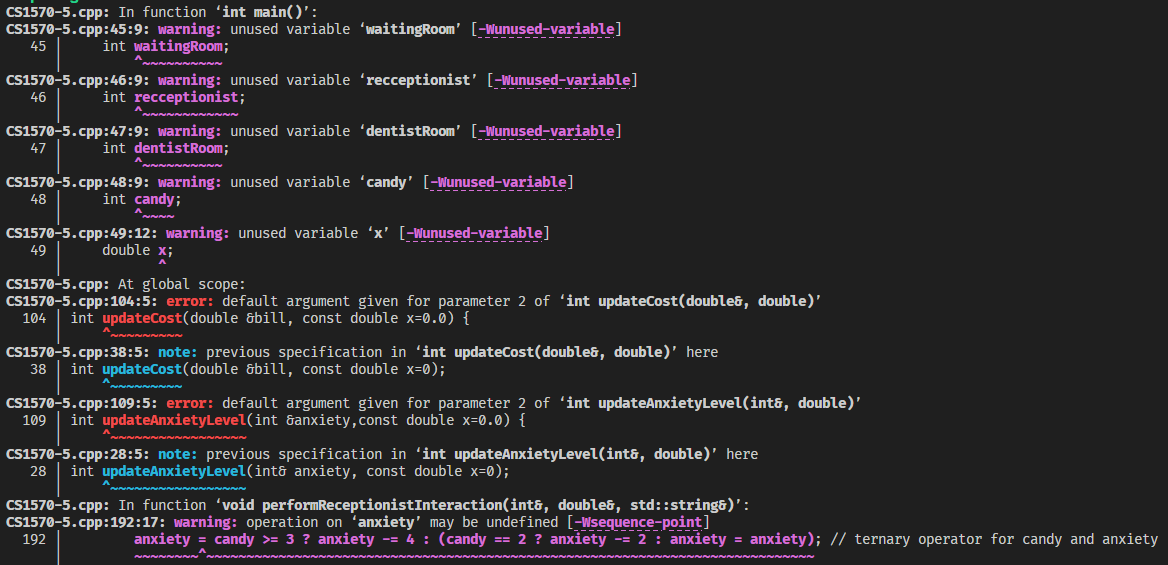 CS1570-5.cpp: In function ‘int main()’:
CS1570-5.cpp:45:9: warning: unused variable ‘waitingRoom’ [-Wunused-variable]
   45 |     int waitingRoom;
      |         ^~~~~~~~~~~
CS1570-5.cpp:46:9: warning: unused variable ‘recceptionist’ [-Wunused-variable]
   46 |     int recceptionist;
      |         ^~~~~~~~~~~~~
CS1570-5.cpp:47:9: warning: unused variable ‘dentistRoom’ [-Wunused-variable]
   47 |     int dentistRoom;
      |         ^~~~~~~~~~~
CS1570-5.cpp:48:9: warning: unused variable ‘candy’ [-Wunused-variable]
   48 |     int candy;
      |         ^~~~~
CS1570-5.cpp:49:12: warning: unused variable ‘x’ [-Wunused-variable]
   49 |     double x;
      |            ^
CS1570-5.cpp: At global scope:
CS1570-5.cpp:104:5: error: default argument given for parameter 2 of ‘int updateCost(double&, double)’
  104 | int updateCost(double &bill, const double x=0.0) {
      |     ^~~~~~~~~~
CS1570-5.cpp:38:5: note: previous specification in ‘int updateCost(double&, double)’ here
   38 | int updateCost(double &bill, const double x=0);
      |     ^~~~~~~~~~
CS1570-5.cpp:109:5: error: default argument given for parameter 2 of ‘int updateAnxietyLevel(int&, double)’
  109 | int updateAnxietyLevel(int &anxiety,const double x=0.0) {
      |     ^~~~~~~~~~~~~~~~~~
CS1570-5.cpp:28:5: note: previous specification in ‘int updateAnxietyLevel(int&, double)’ here
   28 | int updateAnxietyLevel(int& anxiety, const double x=0);
      |     ^~~~~~~~~~~~~~~~~~
CS1570-5.cpp: In function ‘void performReceptionistInteraction(int&, double&, std::string&)’:
CS1570-5.cpp:192:17: warning: operation on ‘anxiety’ may be undefined [-Wsequence-point]
  192 |         anxiety = candy >= 3 ? anxiety -= 4 : (candy == 2 ? anxiety -= 2 : anxiety = anxiety); // ternary operator for candy and anxiety
      |         ~~~~~~~~^~~~~~~~~~~~~~~~~~~~~~~~~~~~~~~~~~~~~~~~~~~~~~~~~~~~~~~~~~~~~~~~~~~~~